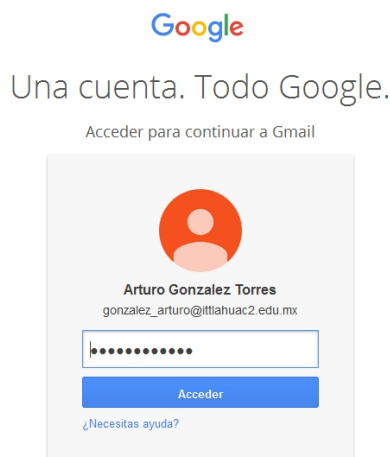 Google
Una cuenta. Todo Google.
Acceder para continuar a Gmail
Arturo Gonzalez Torres
gonzalez_arturo@ittlahuac2.edu.mx
••••••••••••
Acceder
¿Necesitas ayuda?